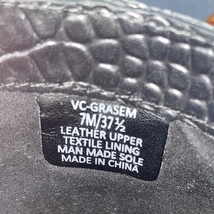 VC-GRASEM
7M/37½
LEATHER UPPER
TEXTILE LINING
MAN MADE SOLE
MADE IN CHINA